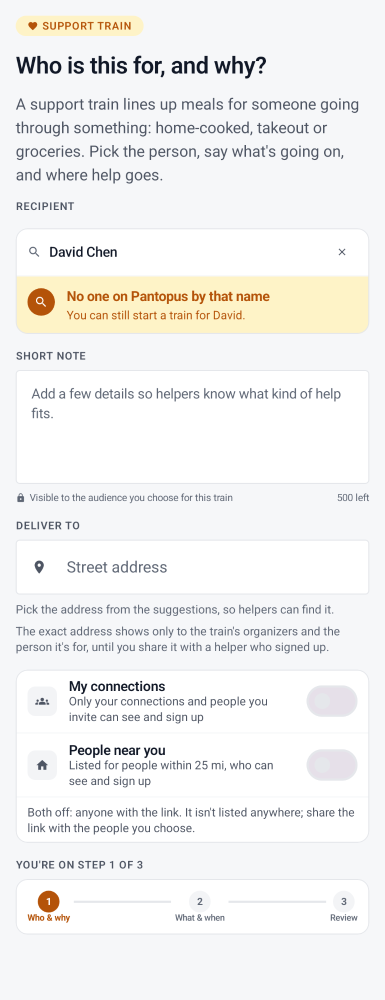 SUPPORT TRAIN
Who is this for, and why?
A support train lines up meals for someone going
through something: home-cooked, takeout or
groceries. Pick the person, say what's going on,
and where help goes.
RECIPIENT
David Chen
No one on Pantopus by that name
You can still start a train for David.
SHORT NOTE
Add a few details so helpers know what kind of help
fits.
Visible to the audience you choose for this train 500 left
DELIVER TO
Street address
Pick the address from the suggestions, so helpers can find it.
The exact address shows only to the train's organizers and the
person it's for, until you share it with a helper who signed up.
My connections
Only your connections and people you
invite can see and sign up
People near you
Listed for people within 25 mi, who can
see and sign up
Both off: anyone with the link. It isn't listed anywhere; share the
link with the people you choose.
YOU'RE ON STEP 1 OF 3
1 2 3
Who & why What & when Review